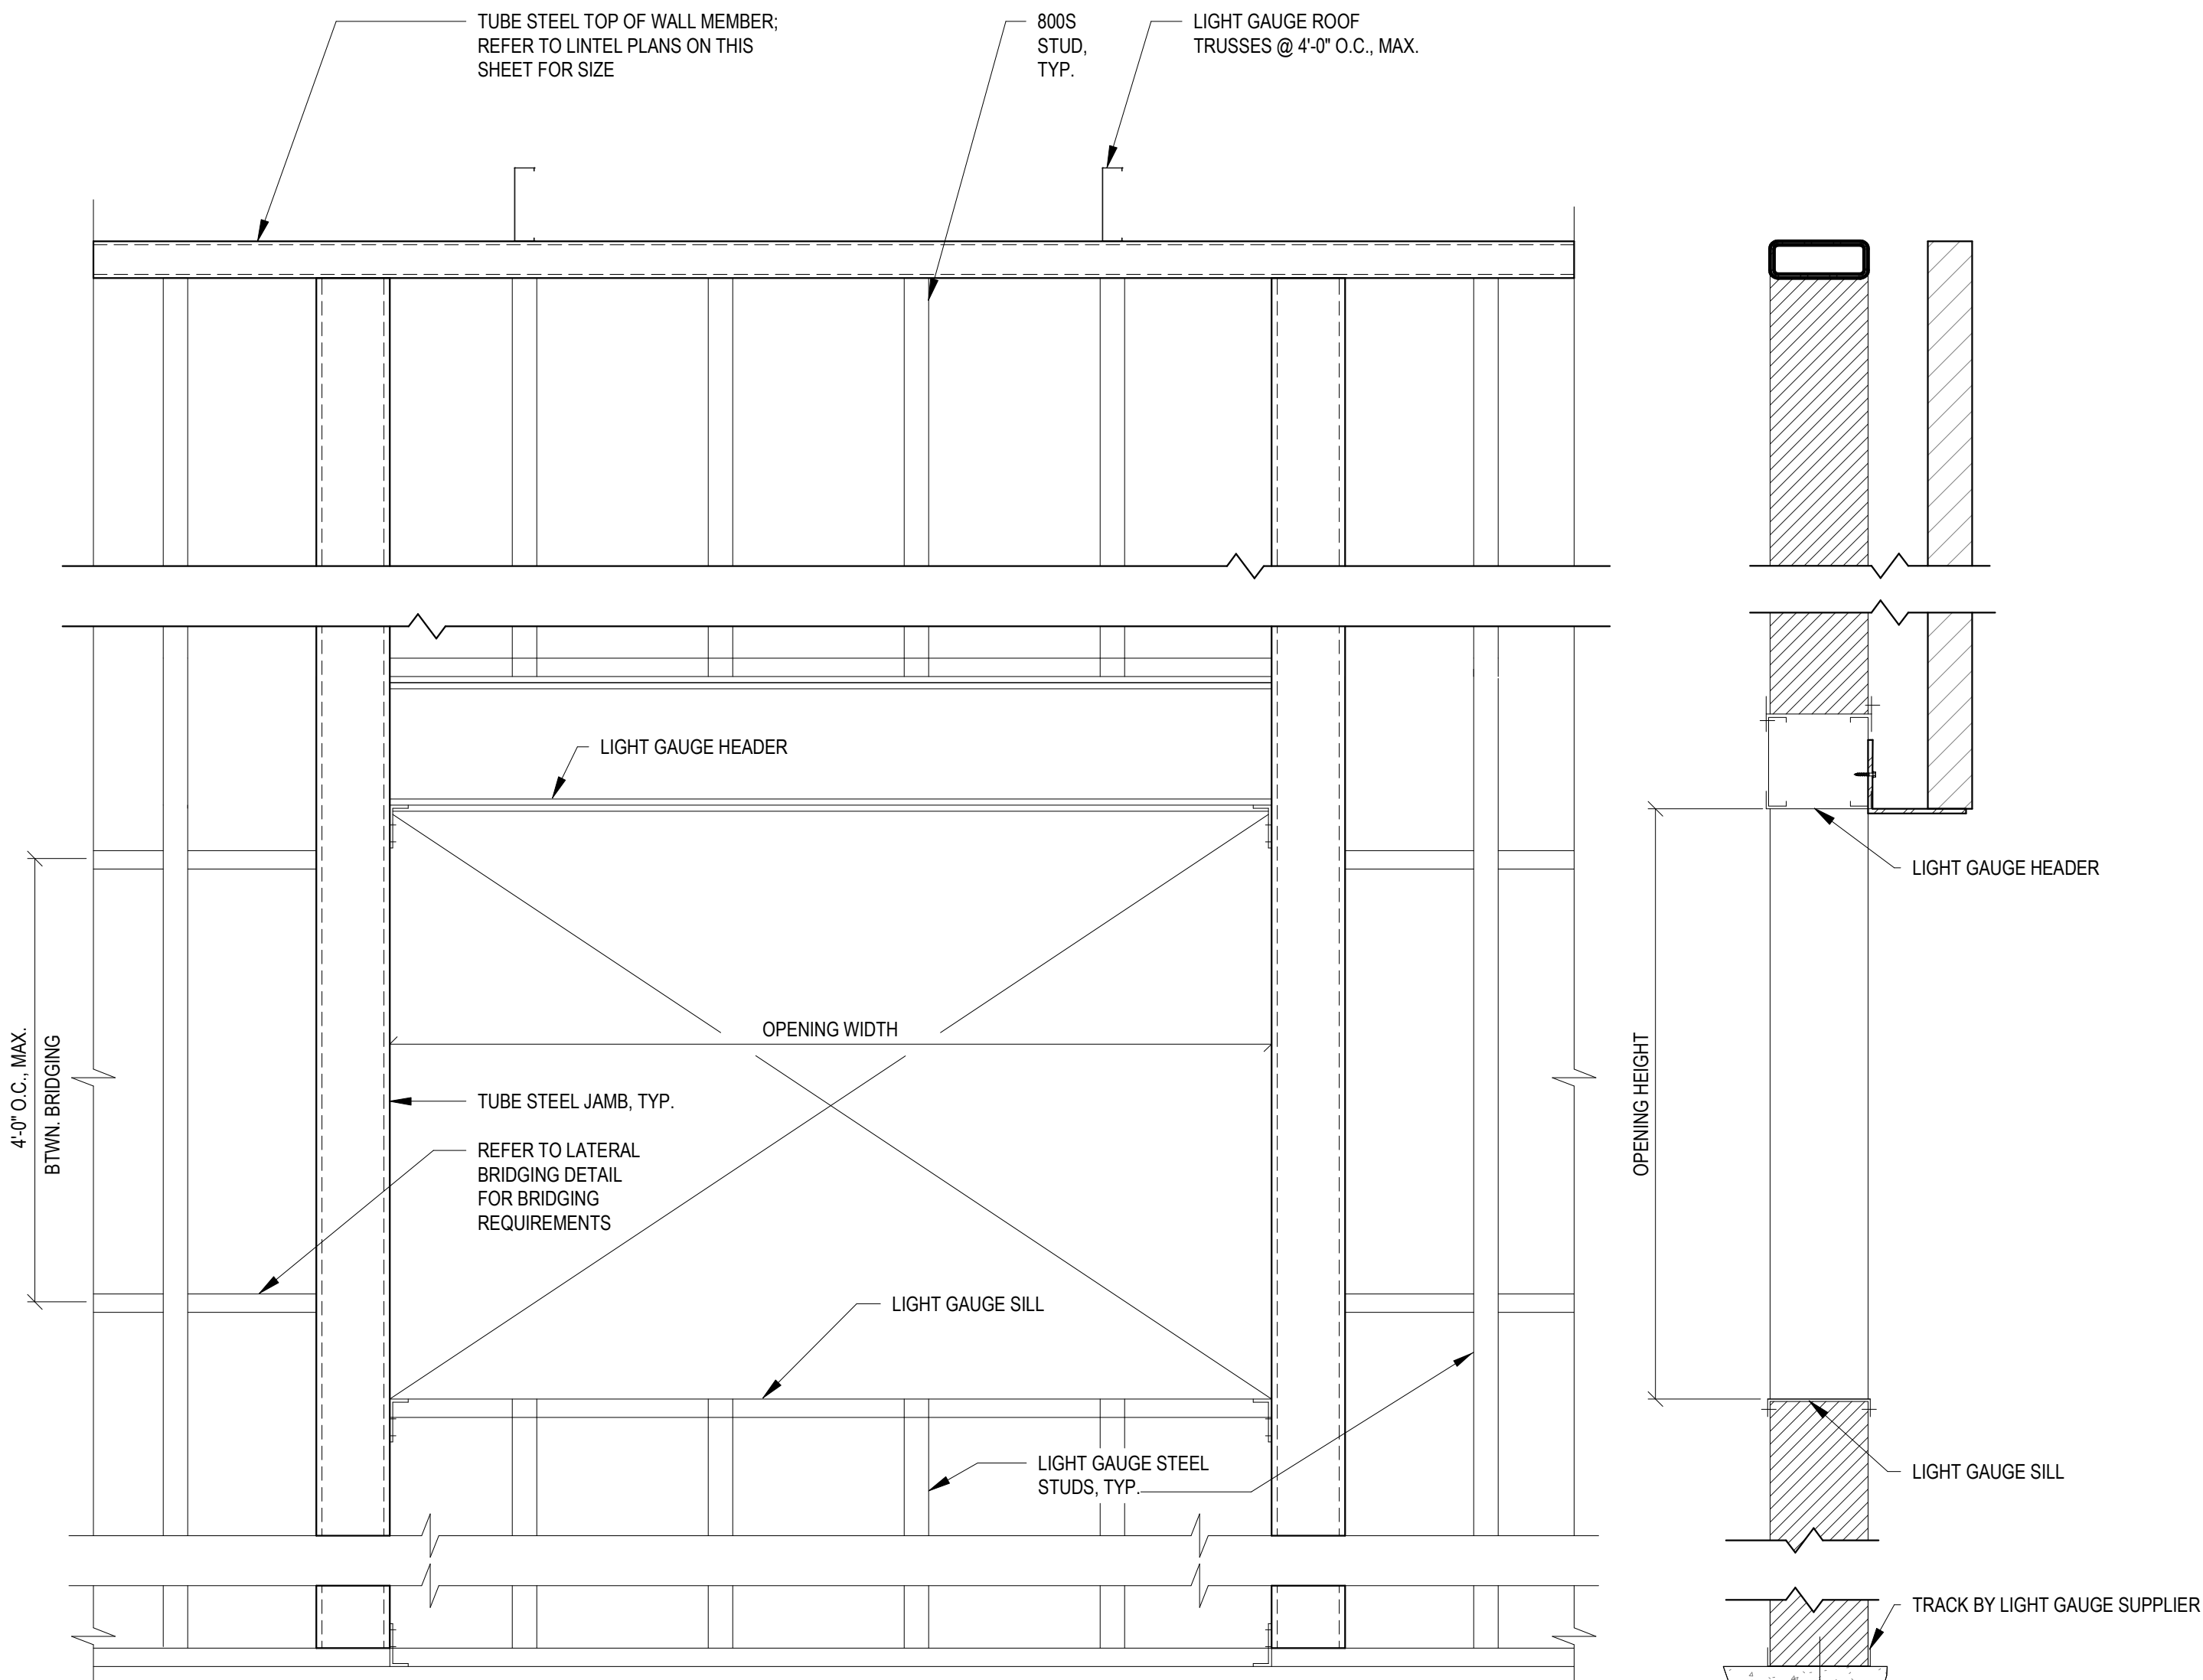 TUBE STEEL TOP OF WALL MEMBER;
REFER TO LINTEL PLANS ON THIS
SHEET FOR SIZE
800S
STUD,
TYP.
LIGHT GAUGE ROOF
TRUSSES @ 4'-0" O.C., MAX.
LIGHT GAUGE HEADER
LIGHT GAUGE HEADER
OPENING WIDTH
4'-0" O.C., MAX.
BTWN. BRIDGING
OPENING HEIGHT
TUBE STEEL JAMB, TYP.
REFER TO LATERAL
BRIDGING DETAIL
FOR BRIDGING
REQUIREMENTS
LIGHT GAUGE SILL
LIGHT GAUGE STEEL
STUDS, TYP.
LIGHT GAUGE SILL
TRACK BY LIGHT GAUGE SUPPLIER